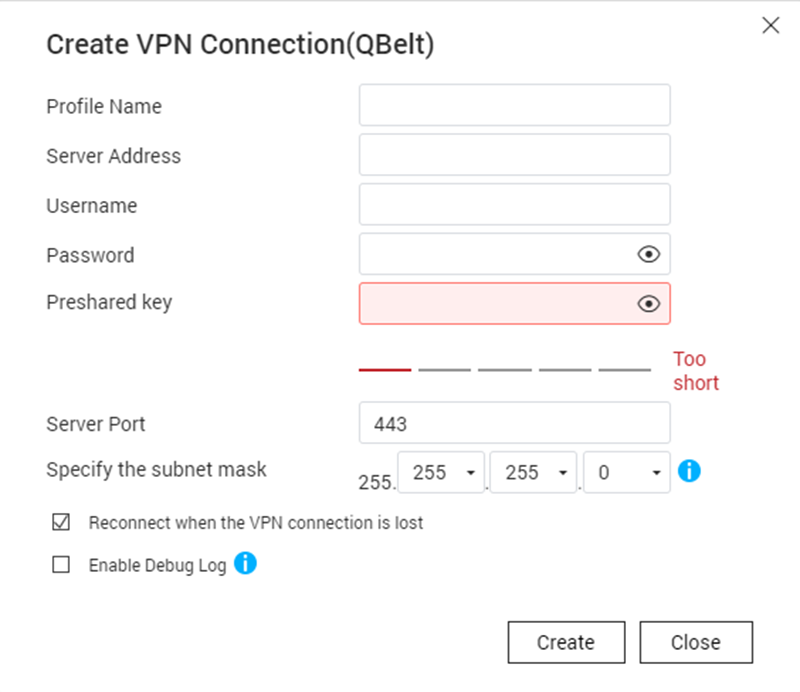 Create VPN Connection(QBelt)
Profile Name
Server Address
Username
Password
Preshared key
Too
short
Server Port 443
Specify the subnet mask 255. 255 . 255 . 0
Reconnect when the VPN connection is lost
Enable Debug Log
Create Close